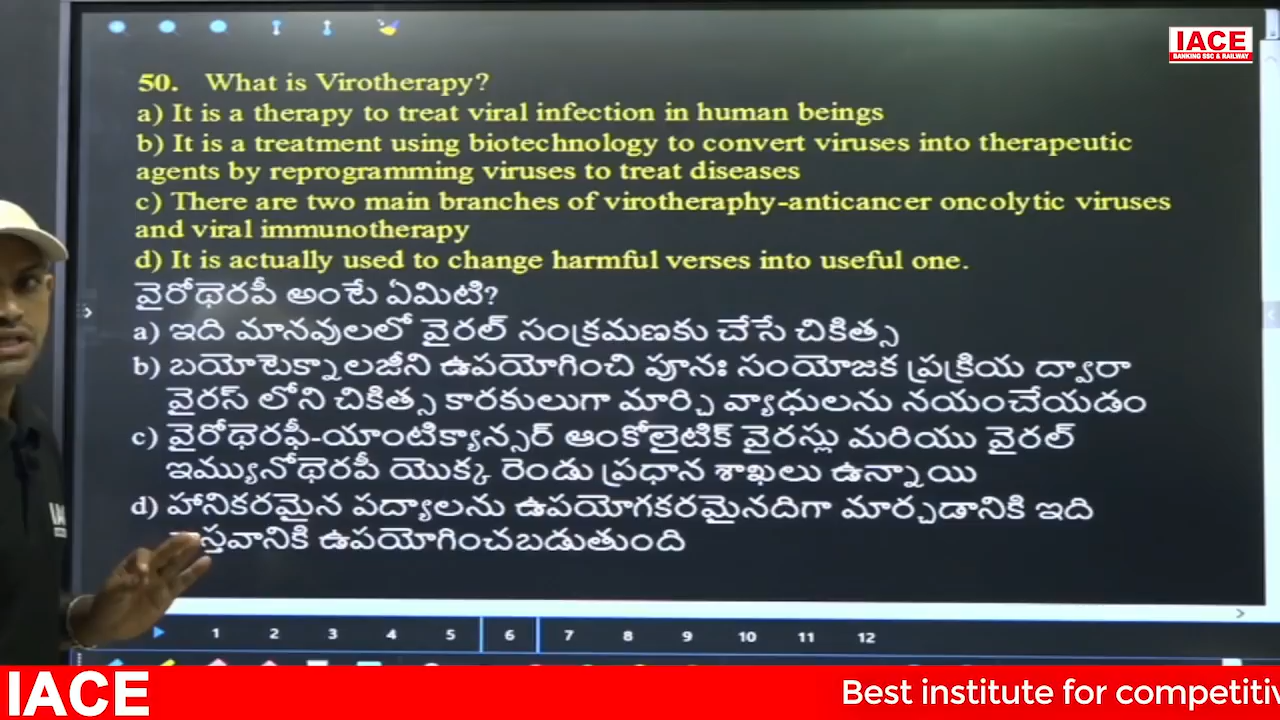 IACE
BANKING SSC & RAILWAY
50. What is Virotherapy?
a) It is a therapy to treat viral infection in human beings
b) It is a treatment using biotechnology to convert viruses into therapeutic
agents by reprogramming viruses to treat diseases
c) There are two main branches of virotheraphy-anticancer oncolytic viruses
and viral immunotherapy
d) It is actually used to change harmful verses into useful one.
వైరోథెరపీ అంటే ఏమిటి?
a) ఇది మానవులలో వైరల్ సంక్రమణకు చేసే చికిత్స
b) బయోటెక్నాలజీని ఉపయోగించి పూనః సంయోజక ప్రక్రియ ద్వారా
వైరస్ లోని చికిత్స కారకులుగా మార్చి వ్యాధులను నయంచేయడం
c) వైరోథెరఫీ-యాంటిక్యాన్సర్ ఆంకోలైటిక్ వైరస్లు మరియు వైరల్
ఇమ్యునోథెరపీ యొక్క రెండు ప్రధాన శాఖలు ఉన్నాయి
d) హానికరమైన పద్యాలను ఉపయోగకరమైనదిగా మార్చడానికి ఇది
ఉపయోగించబడుతుంది
1 2 3 4 5 6 7 8 9 10 11 12
IACE
Best institute for competitiv